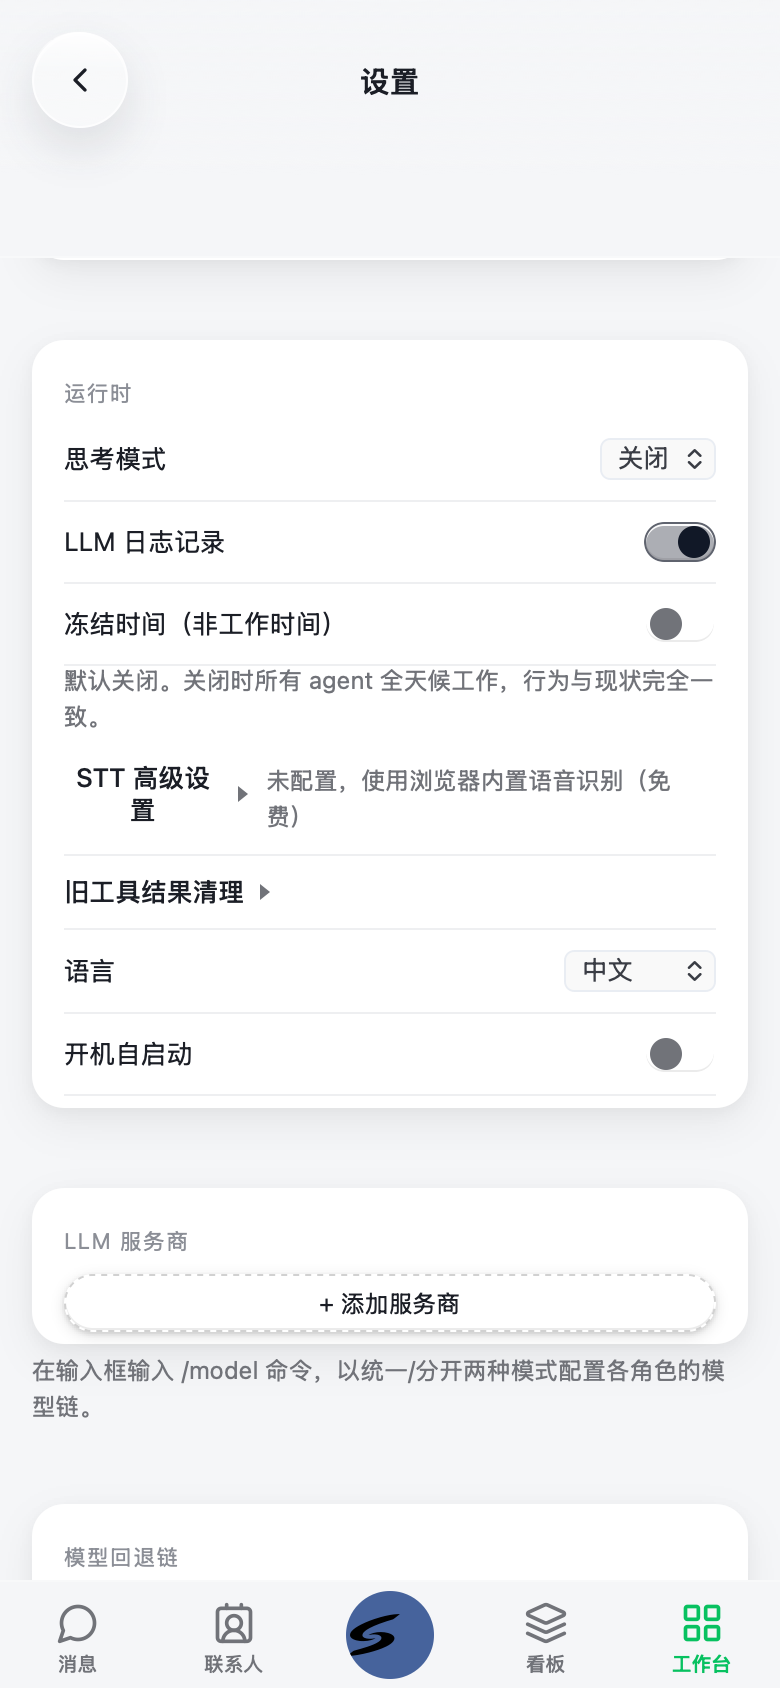 设置
运行时
思考模式
关闭
LLM 日志记录
冻结时间（非工作时间）
默认关闭。关闭时所有 agent 全天候工作，行为与现状完全一
致。
STT 高级设
置
未配置，使用浏览器内置语音识别（免
费）
旧工具结果清理
语言
中文
开机自启动
LLM 服务商
+ 添加服务商
在输入框输入 /model 命令，以统一/分开两种模式配置各角色的模
型链。
模型回退链
消息
联系人
看板
工作台